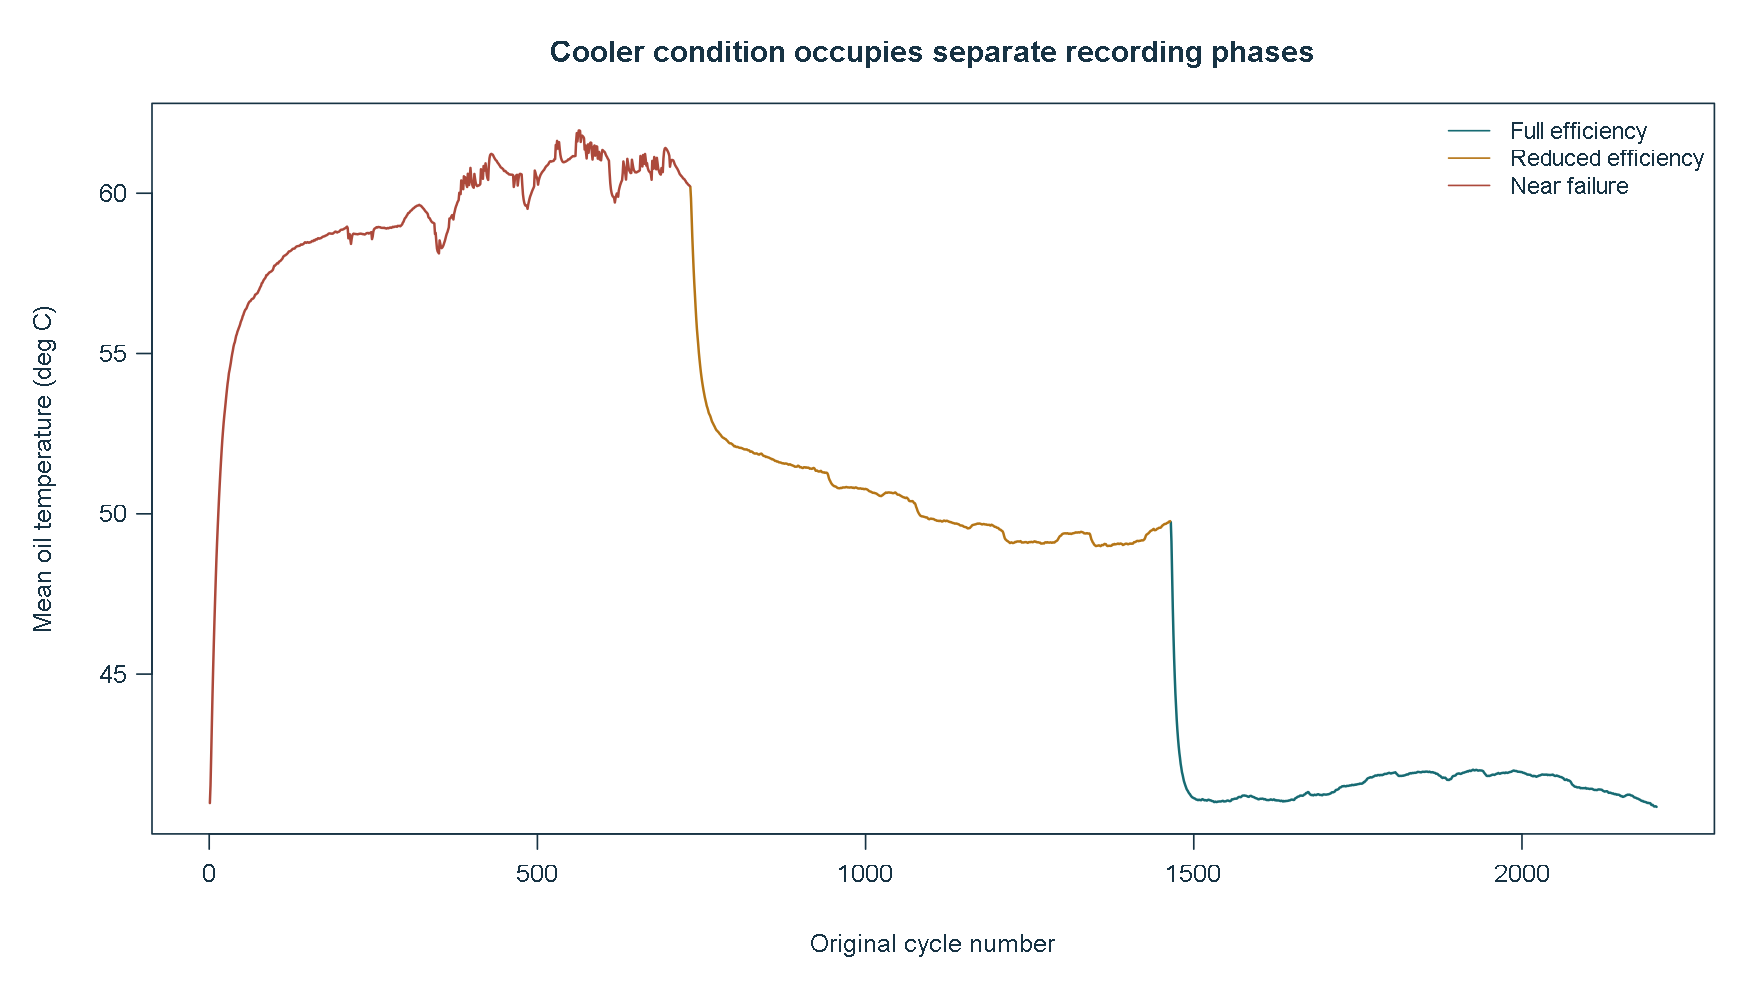 Cooler condition occupies separate recording phases
Full efficiency
Reduced efficiency
Near failure
60
55
50
45
Mean oil temperature (deg C)
0 500 1000 1500 2000
Original cycle number